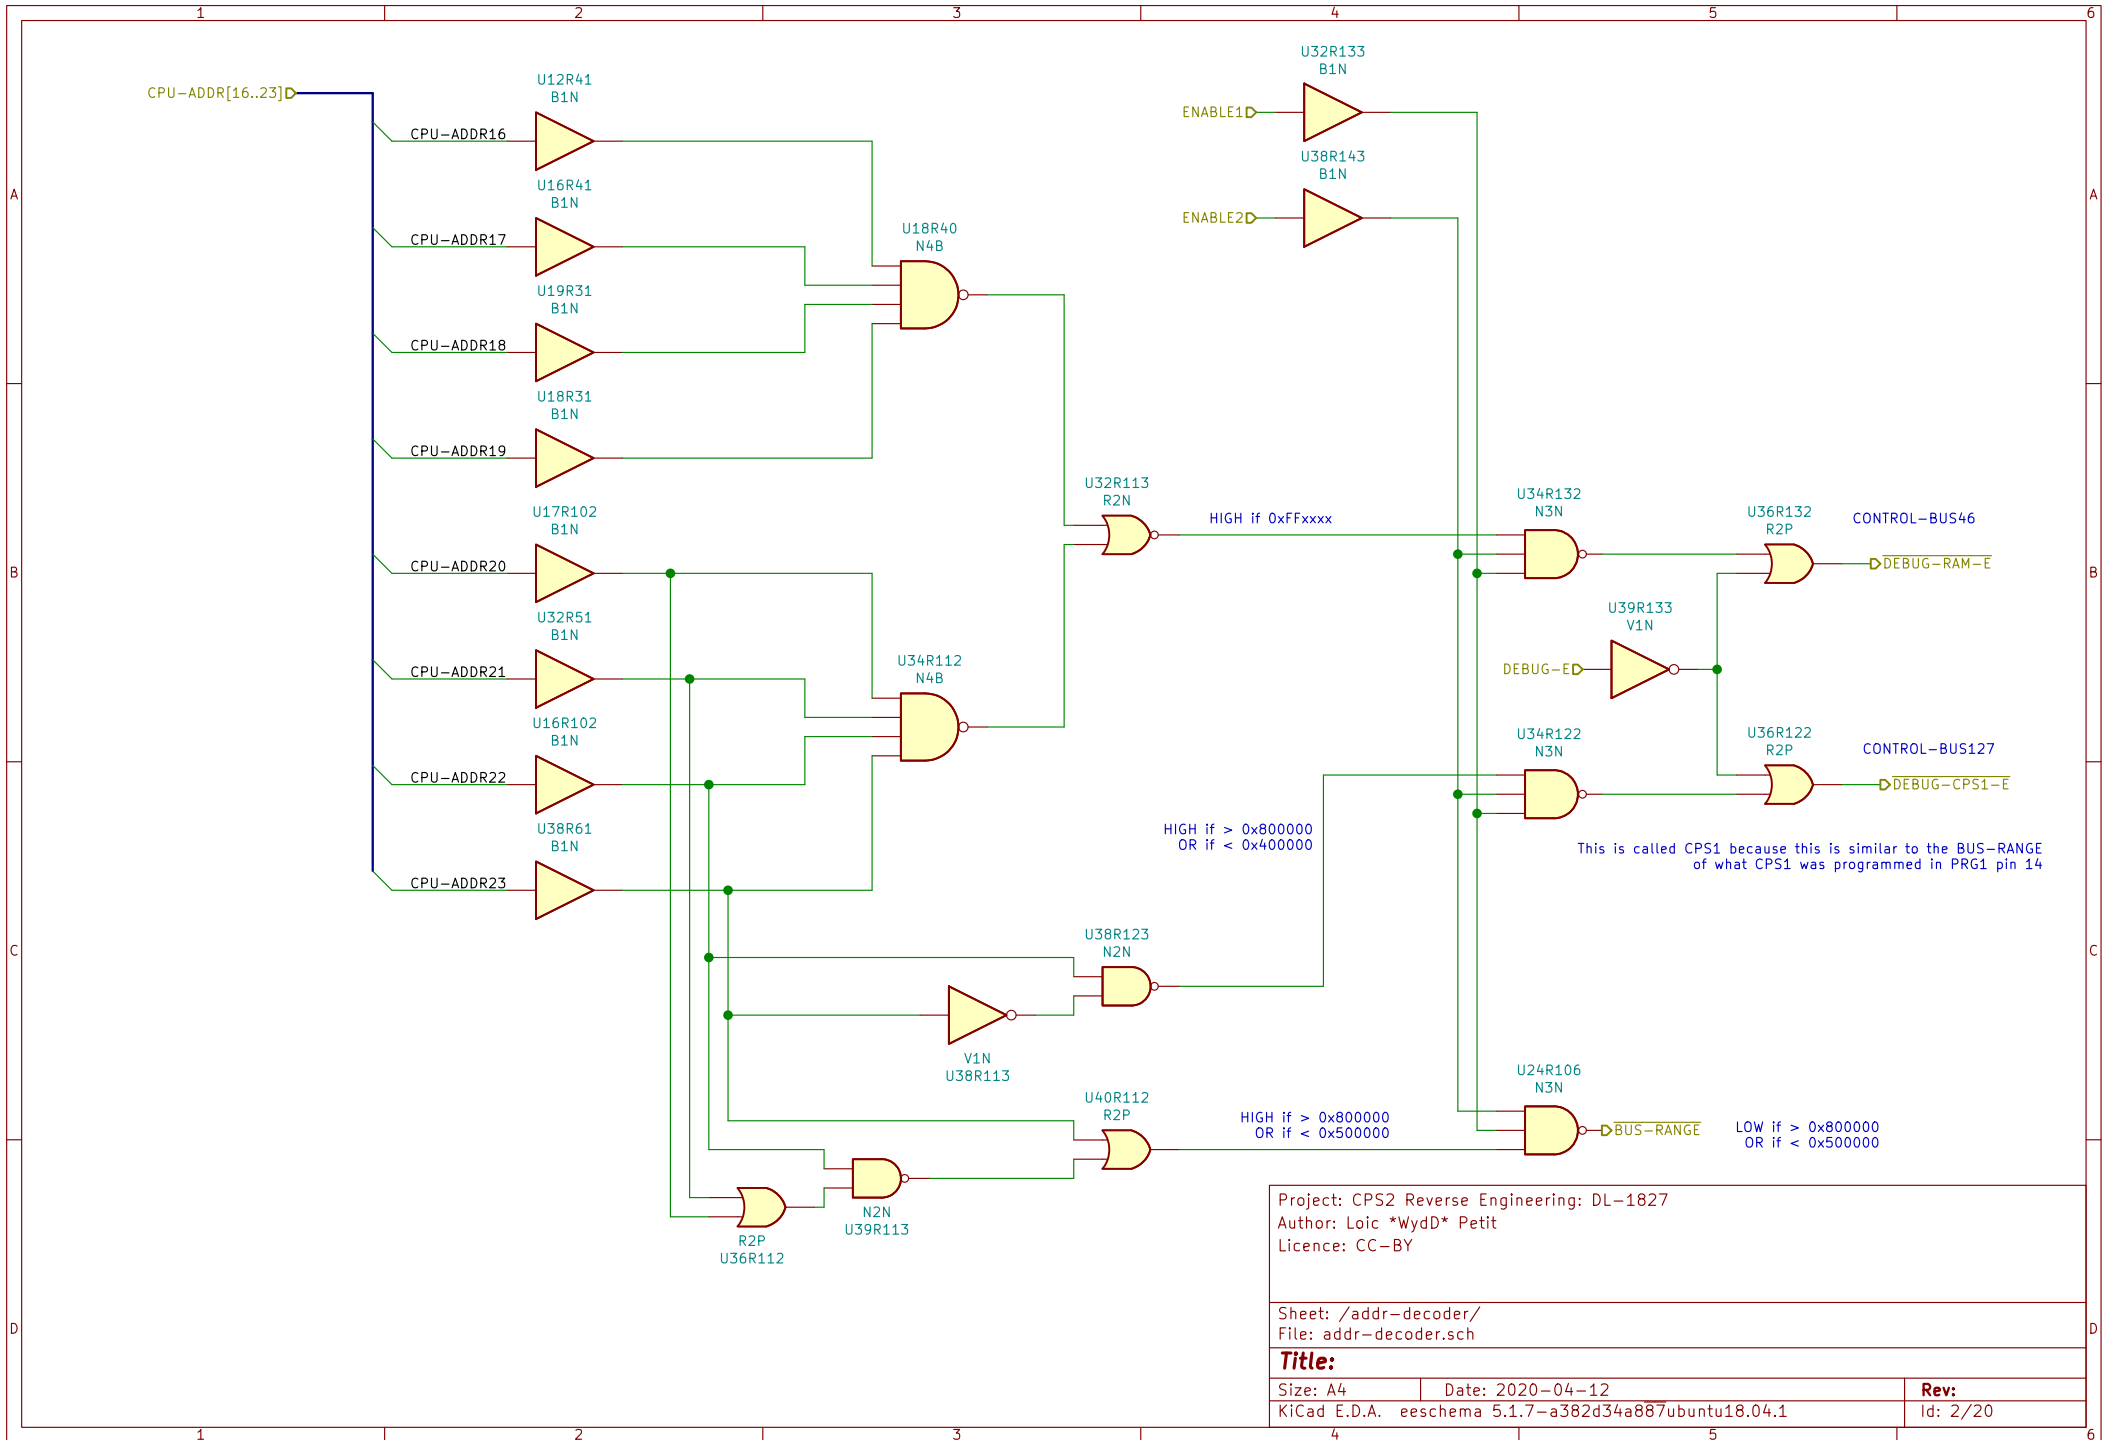 1 2 3 4 5 6
A A
B B
C C
D D
CPU-ADDR[16..23]
U12R41
B1N
CPU-ADDR16
U16R41
B1N
CPU-ADDR17
U19R31
B1N
CPU-ADDR18
U18R31
B1N
CPU-ADDR19
U17R102
B1N
CPU-ADDR20
U32R51
B1N
CPU-ADDR21
U16R102
B1N
CPU-ADDR22
U38R61
B1N
CPU-ADDR23
U18R40
N4B
U34R112
N4B
U32R113
R2N
HIGH if 0xFFxxxx
U32R133
B1N
ENABLE1
U38R143
B1N
ENABLE2
U34R132
N3N
U36R132
R2P
CONTROL-BUS46
DEBUG-RAM-E
U39R133
V1N
DEBUG-E
U34R122
N3N
U36R122
R2P
CONTROL-BUS127
DEBUG-CPS1-E
HIGH if > 0x800000
OR if < 0x400000
This is called CPS1 because this is similar to the BUS-RANGE
of what CPS1 was programmed in PRG1 pin 14
U38R123
N2N
V1N
U38R113
U40R112
R2P
HIGH if > 0x800000
OR if < 0x500000
U24R106
N3N
BUS-RANGE
LOW if > 0x800000
OR if < 0x500000
N2N
U39R113
R2P
U36R112
Project: CPS2 Reverse Engineering: DL-1827
Author: Loic *WydD* Petit
Licence: CC-BY
Sheet: /addr-decoder/
File: addr-decoder.sch
Title:
Size: A4 Date: 2020-04-12 Rev:
KiCad E.D.A. eeschema 5.1.7-a382d34a887ubuntu18.04.1 Id: 2/20
1 2 3 4 5 6